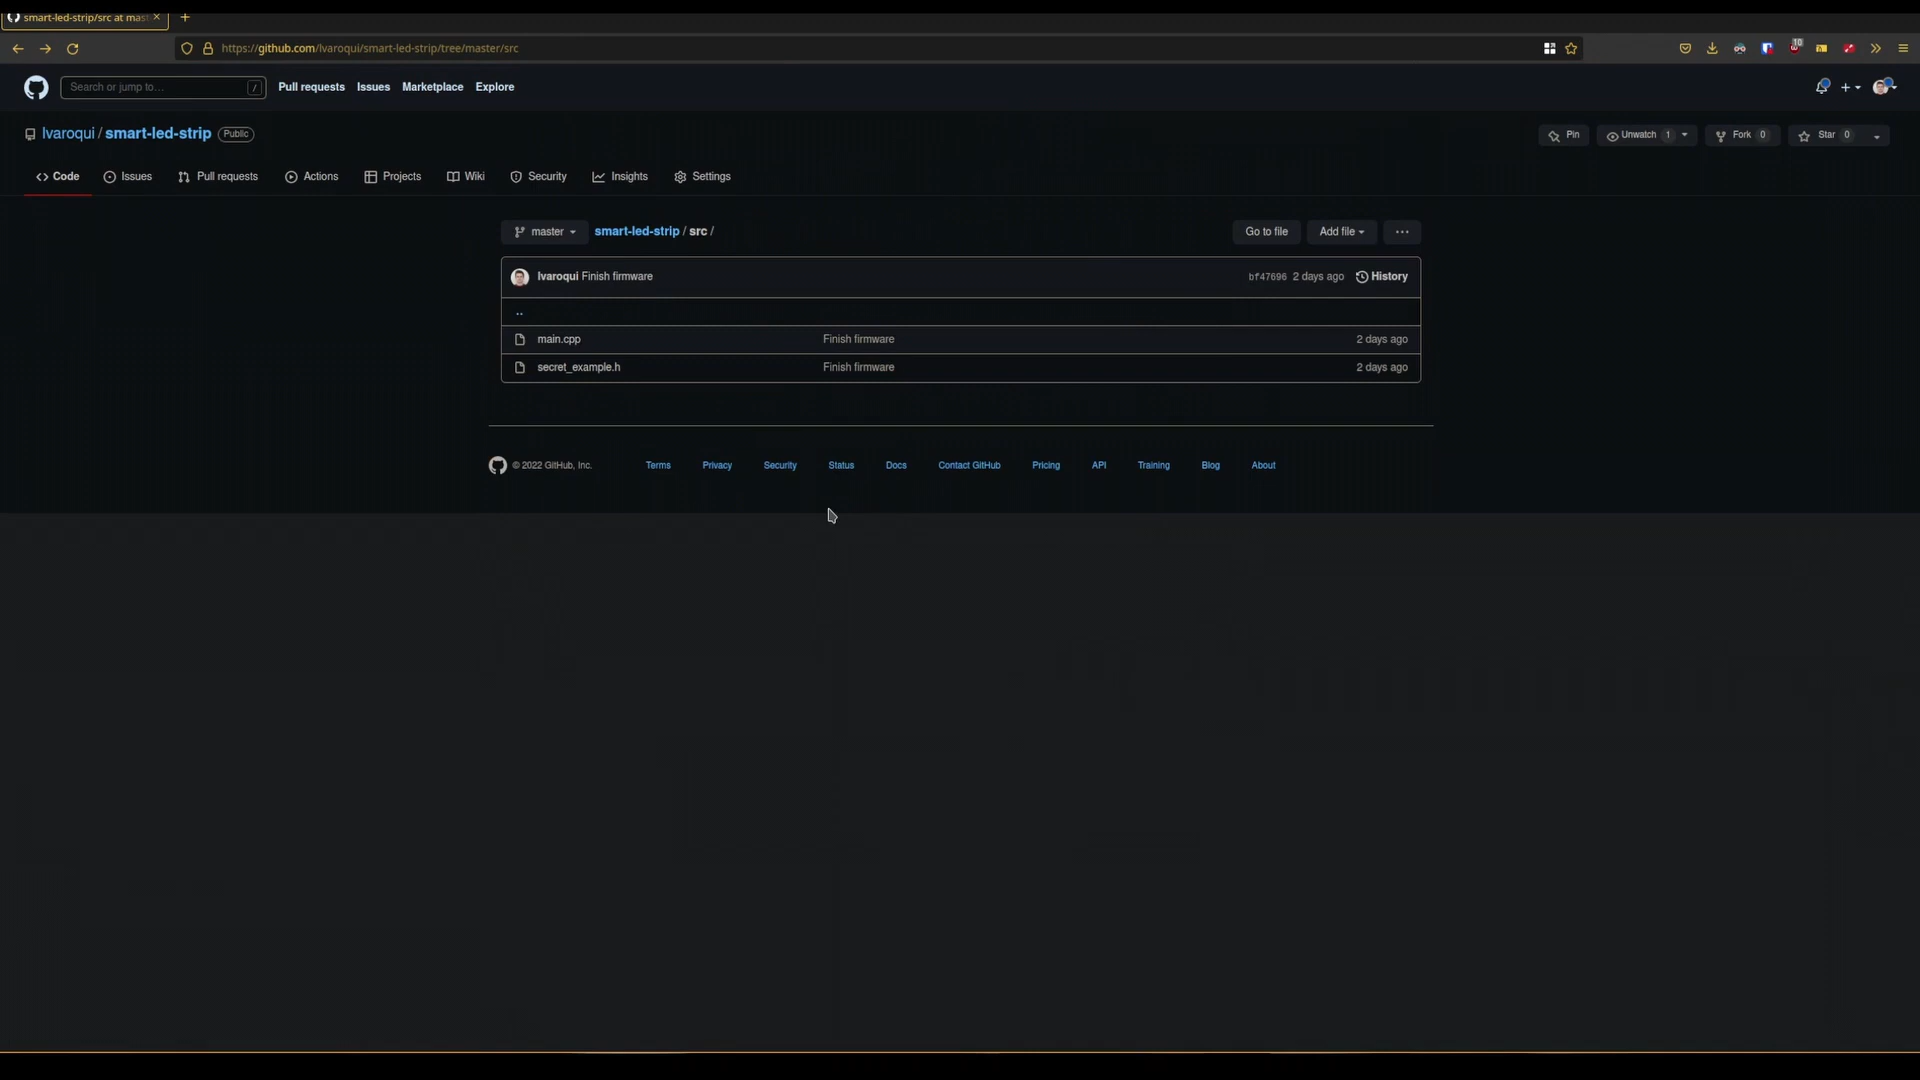 smart-led-strip/src at mas
https://github.com/lvaroqui/smart-led-strip/tree/master/src
10
Search or jump to…
/
Pull requests
Issues
Marketplace
Explore
lvaroqui / smart-led-strip
Public
Pin
Unwatch 1
Fork 0
Star 0
Code
Issues
Pull requests
Actions
Projects
Wiki
Security
Insights
Settings
master
smart-led-strip / src /
Go to file
Add file
lvaroqui Finish firmware
bf47696 2 days ago
History
..
main.cpp
Finish firmware
2 days ago
secret_example.h
Finish firmware
2 days ago
© 2022 GitHub, Inc.
Terms
Privacy
Security
Status
Docs
Contact GitHub
Pricing
API
Training
Blog
About